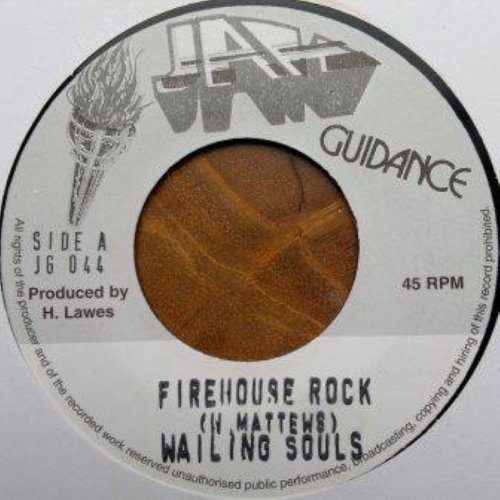 JAH
GUIDANCE
SIDE A
JG 044
Produced by
H. Lawes
45 RPM
FIREHOUSE ROCK
(W MATTEWS)
WAILING SOULS
All rights of the producer and of the recorded work reserved unauthorised public performance, broadcasting, copying and hiring of this record prohibited.